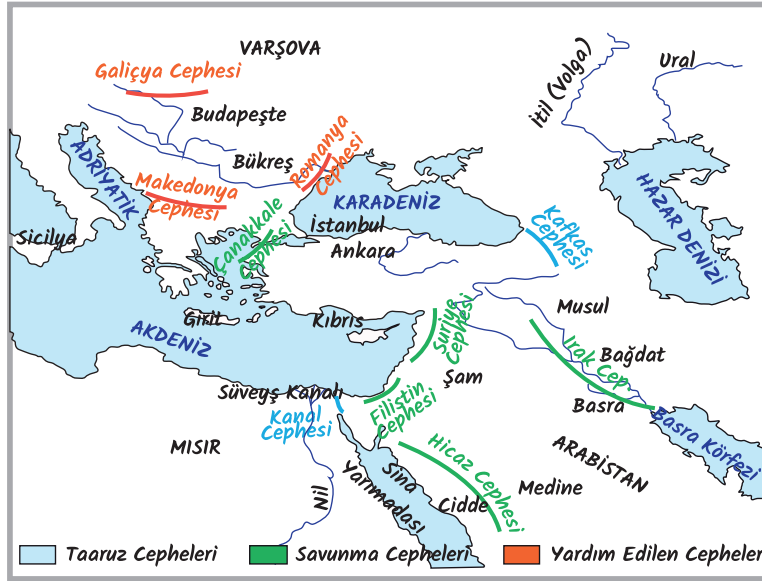 VARŞOVA
Galiçya Cephesi
Budapeşte
Bükreş
Romanya
Cephesi
ADRİYATİK
Makedonya
Cephesi
Çanakkale
Cephesi
KARADENİZ
İstanbul
Ankara
Kafkas
Cephesi
İtil (Volga)
Ural
HAZAR DENİZİ
Sicilya
Girit
Kıbrıs
AKDENİZ
Suriye
Cephesi
Musul
Irak Cep.
Bağdat
Şam
Basra
Basra Körfezi
Süveyş Kanalı
Kanal
Cephesi
Filistin
Cephesi
MISIR
Nil
Sina
Yarımadası
Hicaz Cephesi
Cidde
Medine
ARABİSTAN
Taaruz Cepheleri
Savunma Cepheleri
Yardım Edilen Cepheler